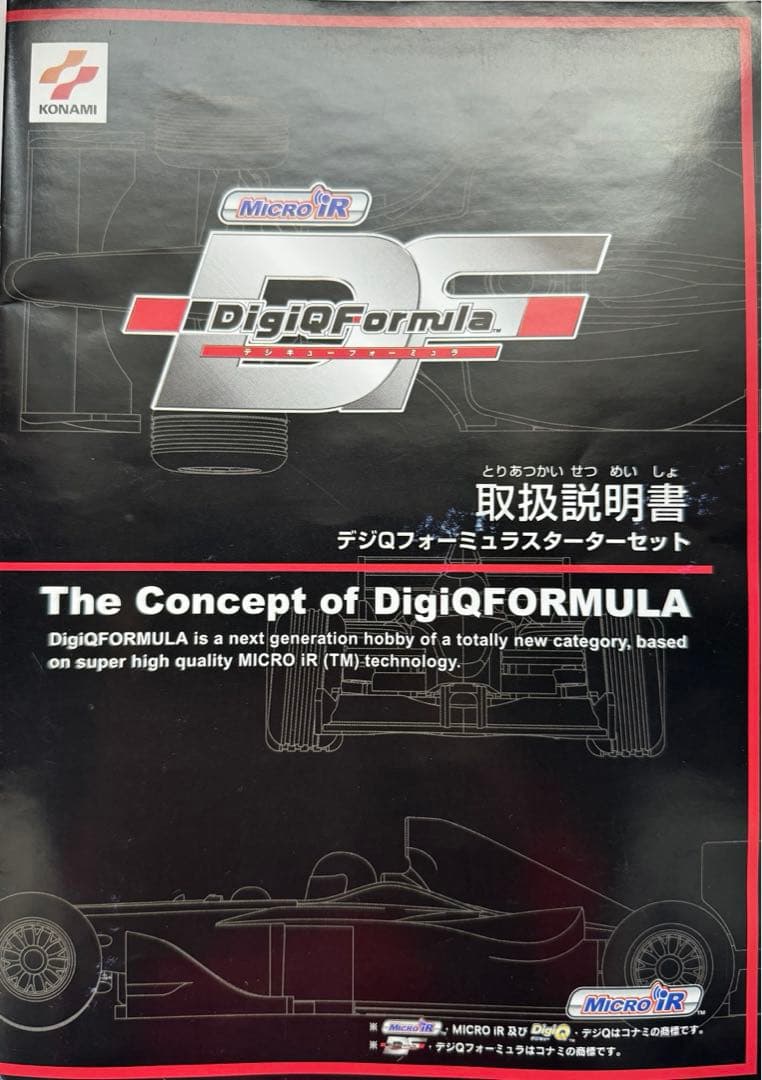 KONAMI
MICRO iR
DF
DigiQFormula™
デジキューフォーミュラ
とりあつかい せつ めい しょ
取扱説明書
デジQフォーミュラスターターセット
The Concept of DigiQFORMULA
DigiQFORMULA is a next generation hobby of a totally new category, based
on super high quality MICRO iR (TM) technology.
MICRO iR™
※MICRO iR™・MICRO iR 及び DigiQ™・デジQはコナミの商標です。
※DF・デジQフォーミュラはコナミの商標です。